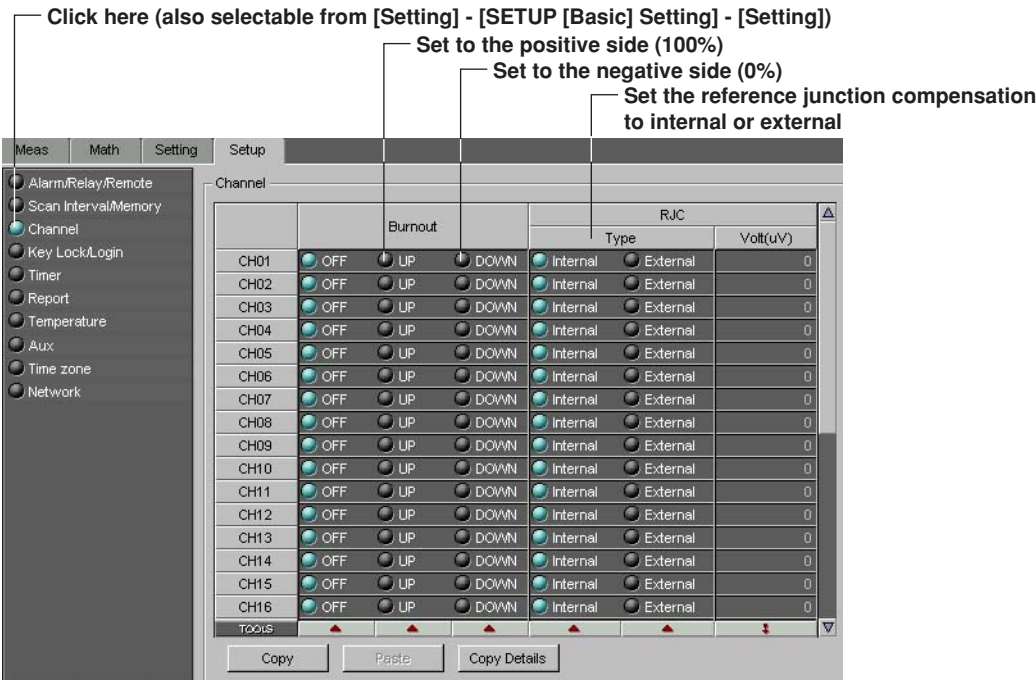 Click here (also selectable from [Setting] - [SETUP [Basic] Setting] - [Setting])
Set to the positive side (100%)
Set to the negative side (0%)
Set the reference junction compensation
to internal or external
Meas Math Setting Setup
Alarm/Relay/Remote
Scan Interval/Memory
Channel
Key Lock/Login
Timer
Report
Temperature
Aux
Time zone
Network
Channel
Burnout RJC
Type Volt(uV)
CH01 OFF UP DOWN Internal External 0
CH02 OFF UP DOWN Internal External 0
CH03 OFF UP DOWN Internal External 0
CH04 OFF UP DOWN Internal External 0
CH05 OFF UP DOWN Internal External 0
CH06 OFF UP DOWN Internal External 0
CH07 OFF UP DOWN Internal External 0
CH08 OFF UP DOWN Internal External 0
CH09 OFF UP DOWN Internal External 0
CH10 OFF UP DOWN Internal External 0
CH11 OFF UP DOWN Internal External 0
CH12 OFF UP DOWN Internal External 0
CH13 OFF UP DOWN Internal External 0
CH14 OFF UP DOWN Internal External 0
CH15 OFF UP DOWN Internal External 0
CH16 OFF UP DOWN Internal External 0
TOOLS
Copy Paste Copy Details